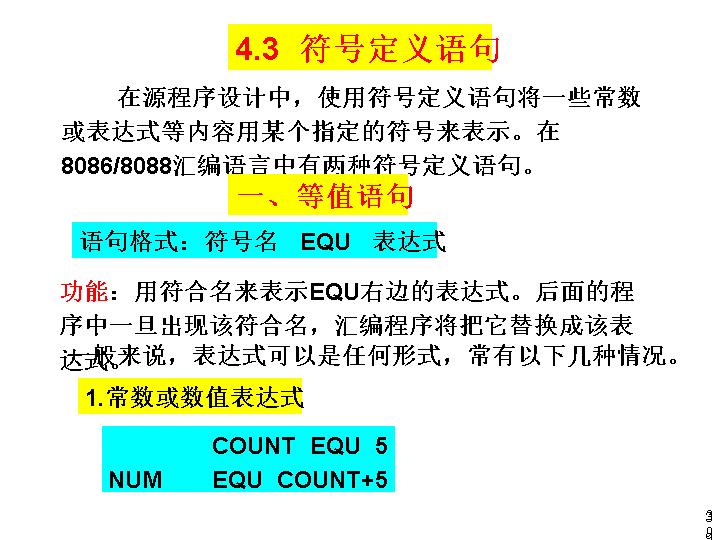 4.3 符号定义语句
在源程序设计中，使用符号定义语句将一些常数
或表达式等内容用某个指定的符号来表示。在
8086/8088汇编语言中有两种符号定义语句。
一、等值语句
语句格式：符号名 EQU 表达式
功能：用符合名来表示EQU右边的表达式。后面的程
序中一旦出现该符合名，汇编程序将把它替换成该表
达式。
一般来说，表达式可以是任何形式，常有以下几种情况。
1.常数或数值表达式
COUNT EQU 5
NUM EQU COUNT+5